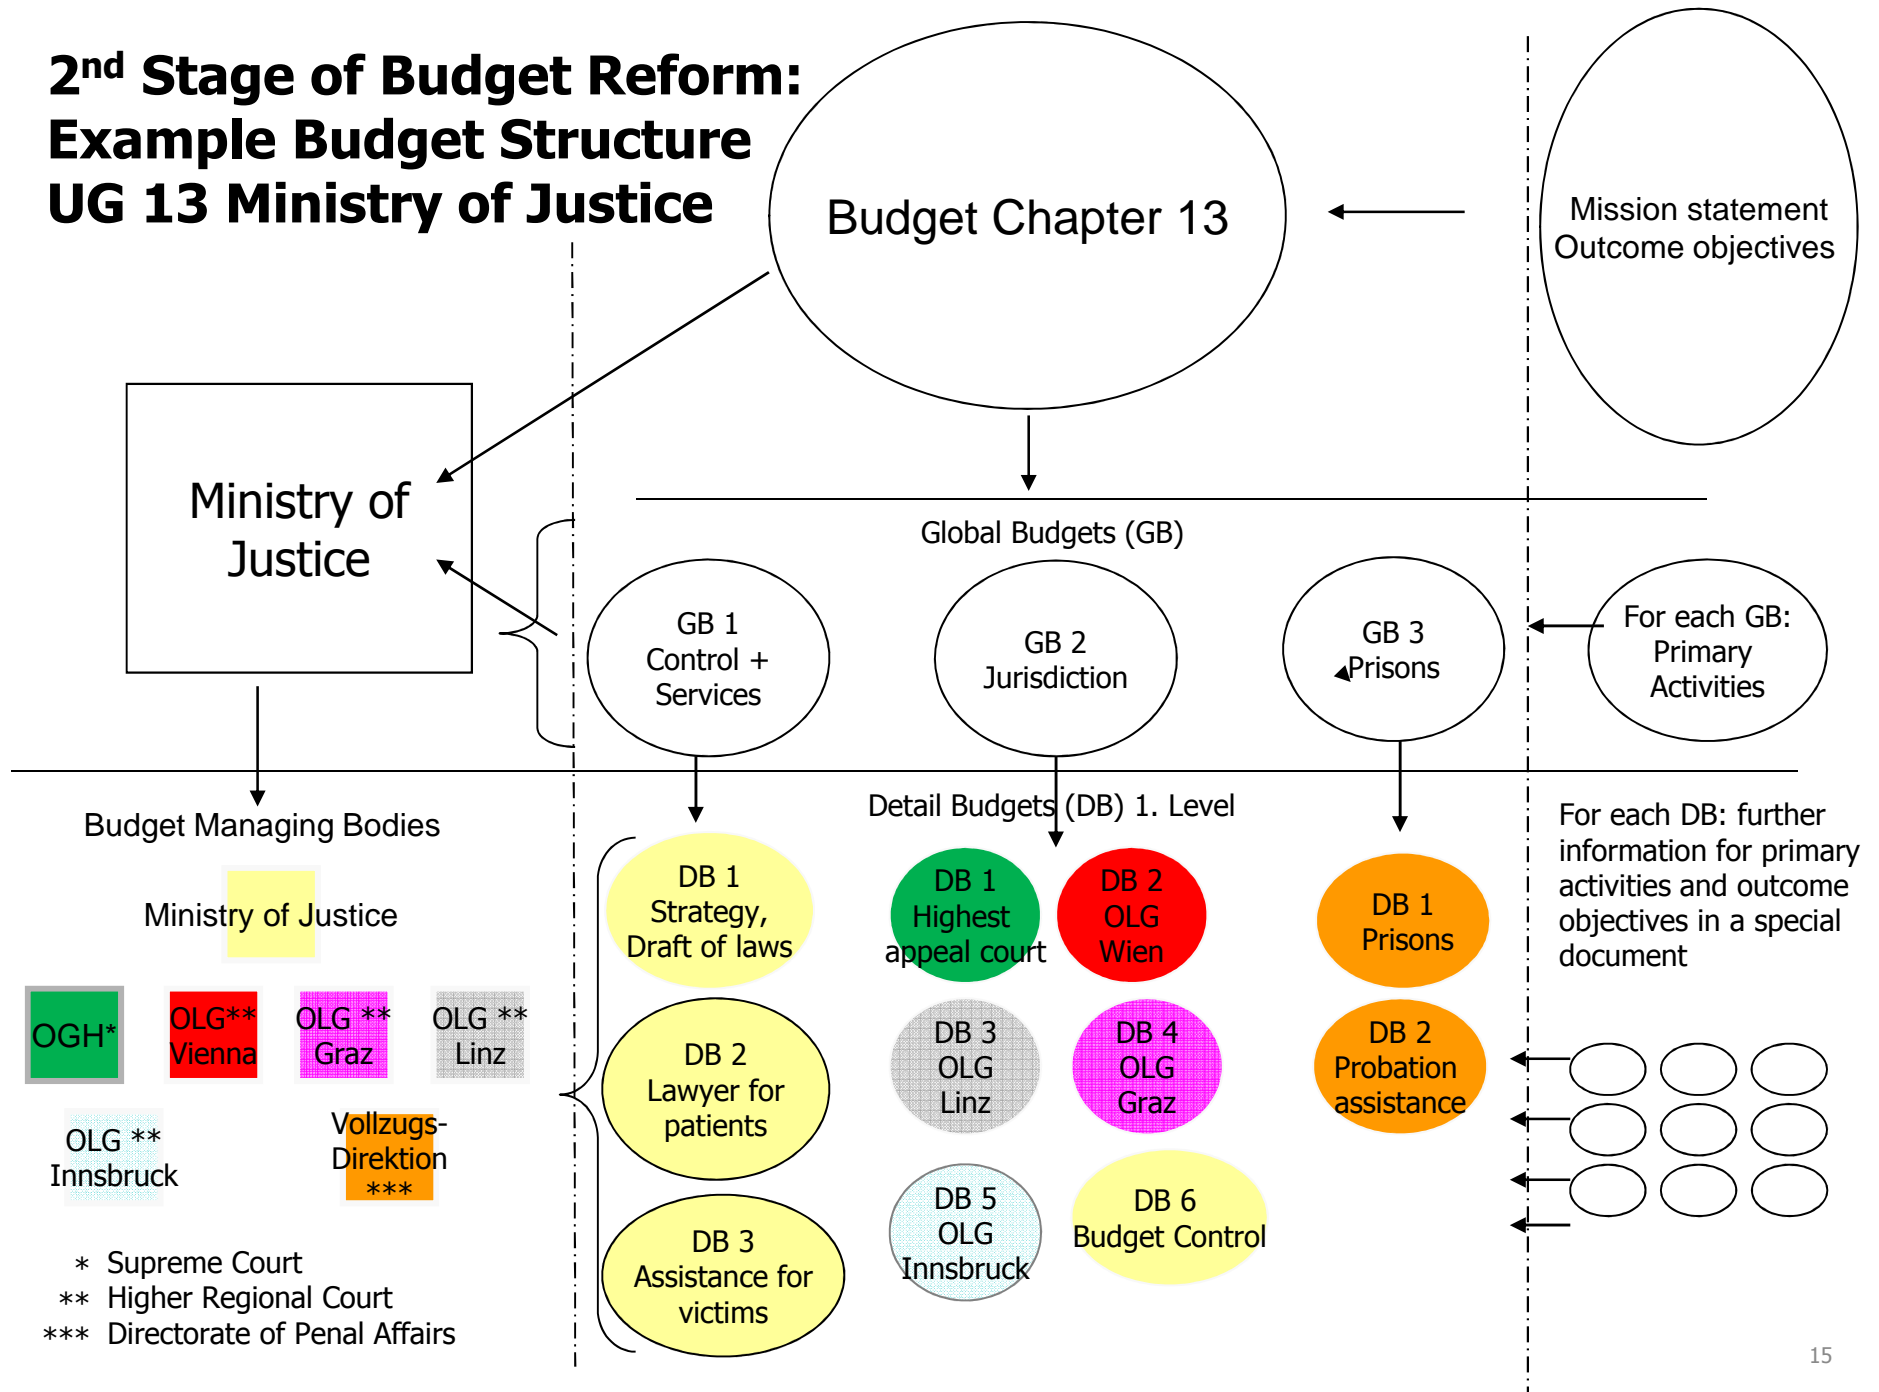 2nd Stage of Budget Reform:
Example Budget Structure
UG 13 Ministry of Justice
Budget Chapter 13
Mission statement
Outcome objectives
Ministry of
Justice
Global Budgets (GB)
GB 1
Control +
Services
GB 2
Jurisdiction
GB 3
Prisons
For each GB:
Primary
Activities
Budget Managing Bodies
Ministry of Justice
OGH*
OLG**
Vienna
OLG **
Graz
OLG **
Linz
OLG **
Innsbruck
Vollzugs-
Direktion
***
* Supreme Court
** Higher Regional Court
*** Directorate of Penal Affairs
Detail Budgets (DB) 1. Level
DB 1
Strategy,
Draft of laws
DB 2
Lawyer for
patients
DB 3
Assistance for
victims
DB 1
Highest
appeal court
DB 2
OLG
Wien
DB 3
OLG
Linz
DB 4
OLG
Graz
DB 5
OLG
Innsbruck
DB 6
Budget Control
DB 1
Prisons
DB 2
Probation
assistance
For each DB: further
information for primary
activities and outcome
objectives in a special
document
15